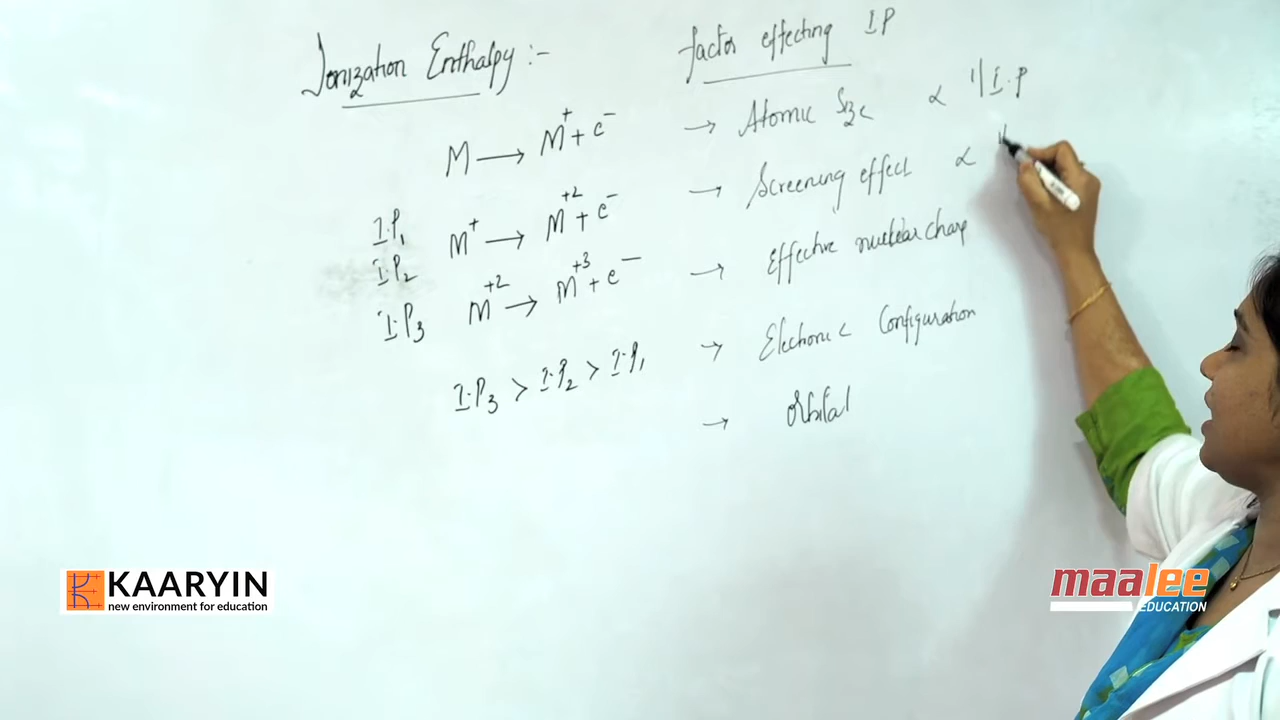 Ionization Enthalpy :-
M → M⁺ + e⁻
I.P₁ M⁺ → M⁺² + e⁻
I.P₂
I.P₃ M⁺² → M⁺³ + e⁻
I.P₃ > I.P₂ > I.P₁
factor effecting I.P
→ Atomic Size ∝ 1/I.P
→ Screening effect ∝
→ Effective nuclear charge
→ Electronic Configuration
→ Orbital
KAARYIN
new environment for education
maalee
EDUCATION